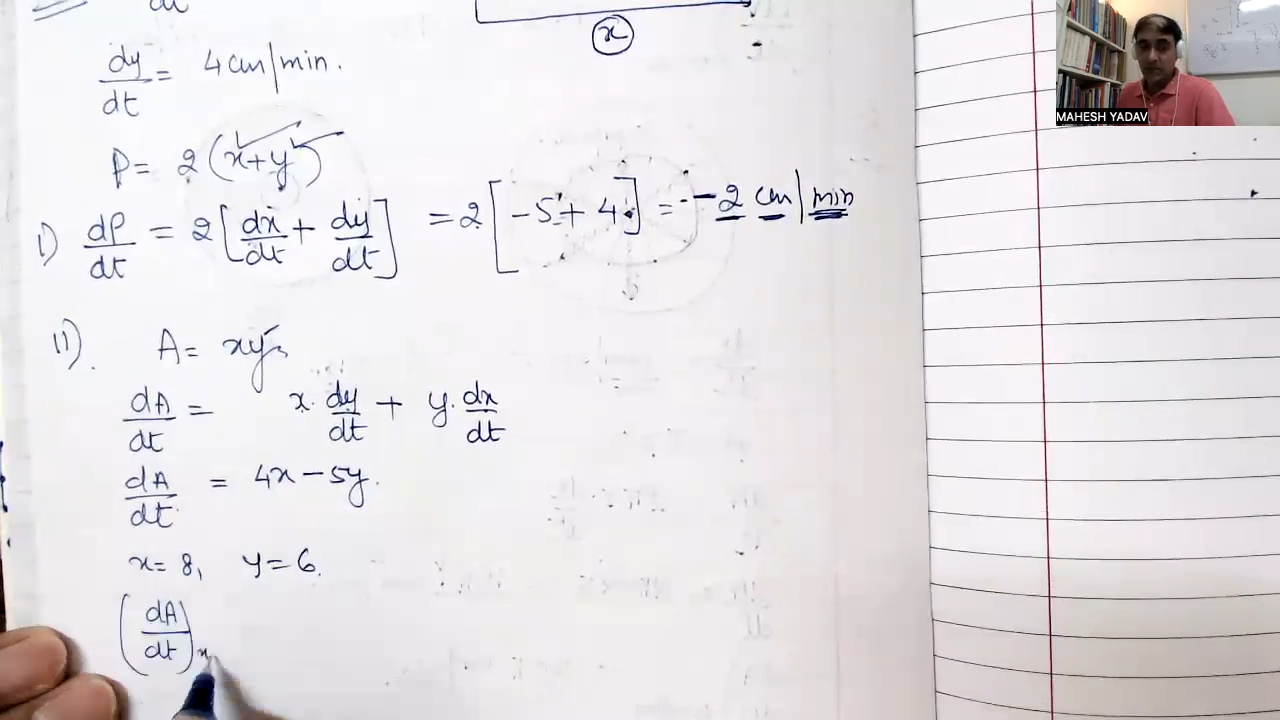 x
dy/dt = 4 cm/min.
P = 2(x+y)
I) dP/dt = 2[dx/dt + dy/dt] = 2[-5 + 4] = -2 cm/min
II). A = xy
dA/dt = x. dy/dt + y. dx/dt
dA/dt = 4x - 5y.
x = 8, y = 6.
(dA/dt)x
MAHESH YADAV